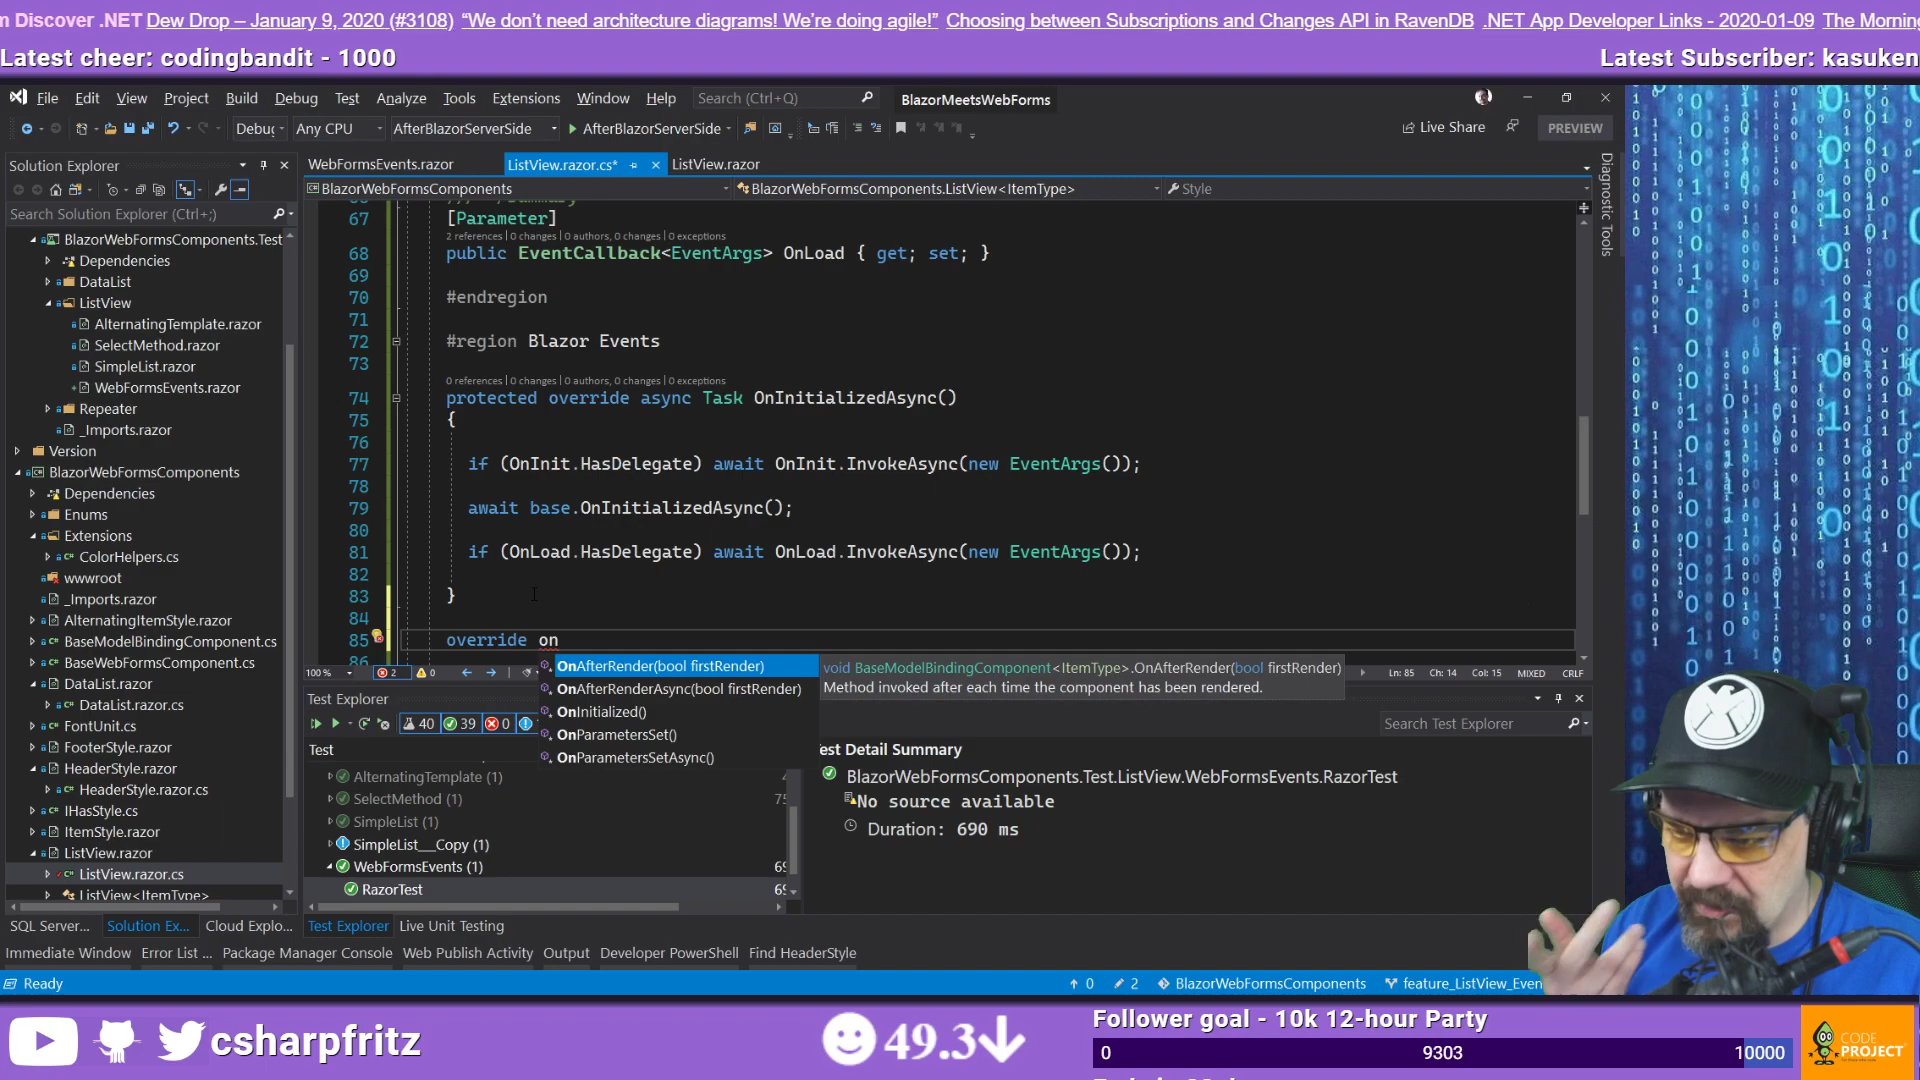 m Discover .NET Dew Drop – January 9, 2020 (#3108) “We don’t need architecture diagrams! We’re doing agile!” Choosing between Subscriptions and Changes API in RavenDB .NET App Developer Links - 2020-01-09 The Morning
Latest cheer: codingbandit - 1000
Latest Subscriber: kasuken
File Edit View Project Build Debug Test Analyze Tools Extensions Window Help Search (Ctrl+Q) BlazorMeetsWebForms
Debug Any CPU AfterBlazorServerSide AfterBlazorServerSide Live Share PREVIEW
Solution Explorer
Search Solution Explorer (Ctrl+;)
BlazorWebFormsComponents.Test
Dependencies
DataList
ListView
AlternatingTemplate.razor
SelectMethod.razor
SimpleList.razor
WebFormsEvents.razor
Repeater
_Imports.razor
Version
BlazorWebFormsComponents
Dependencies
Enums
Extensions
ColorHelpers.cs
wwwroot
_Imports.razor
AlternatingItemStyle.razor
BaseModelBindingComponent.cs
BaseWebFormsComponent.cs
DataList.razor
DataList.razor.cs
FontUnit.cs
FooterStyle.razor
HeaderStyle.razor
HeaderStyle.razor.cs
IHasStyle.cs
ItemStyle.razor
ListView.razor
ListView.razor.cs
ListView<ItemType>
SQL Server... Solution Ex... Cloud Explo...
WebFormsEvents.razor ListView.razor.cs* ListView.razor
BlazorWebFormsComponents BlazorWebFormsComponents.ListView<ItemType> Style
67 [Parameter]
2 references | 0 changes | 0 authors, 0 changes | 0 exceptions
68 public EventCallback<EventArgs> OnLoad { get; set; }
69
70 #endregion
71
72 #region Blazor Events
73
0 references | 0 changes | 0 authors, 0 changes | 0 exceptions
74 protected override async Task OnInitializedAsync()
75 {
76
77 if (OnInit.HasDelegate) await OnInit.InvokeAsync(new EventArgs());
78
79 await base.OnInitializedAsync();
80
81 if (OnLoad.HasDelegate) await OnLoad.InvokeAsync(new EventArgs());
82
83 }
84
85 override on
86
OnAfterRender(bool firstRender)
OnAfterRenderAsync(bool firstRender)
OnInitialized()
OnParametersSet()
OnParametersSetAsync()
void BaseModelBindingComponent<ItemType>.OnAfterRender(bool firstRender)
Method invoked after each time the component has been rendered.
100 % 2 0 Ln: 85 Ch: 14 Col: 15 MIXED CRLF
Diagnostic Tools
Test Explorer
40 39 0
Search Test Explorer
Test
AlternatingTemplate (1)
SelectMethod (1)
SimpleList (1)
SimpleList__Copy (1)
WebFormsEvents (1)
RazorTest
est Detail Summary
BlazorWebFormsComponents.Test.ListView.WebFormsEvents.RazorTest
No source available
Duration: 690 ms
Test Explorer Live Unit Testing
Immediate Window Error List ... Package Manager Console Web Publish Activity Output Developer PowerShell Find HeaderStyle
Ready 0 2 BlazorWebFormsComponents feature_ListView_Even
csharpfritz
49.3
Follower goal - 10k 12-hour Party
0 9303 10000
CODE PROJECT